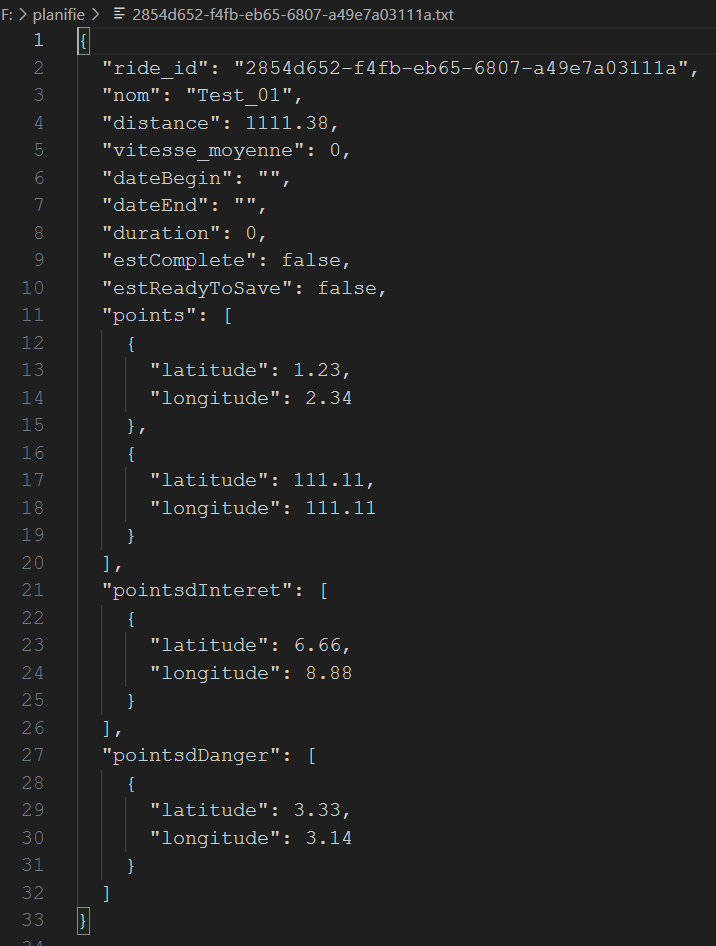 F: > planifie > 2854d652-f4fb-eb65-6807-a49e7a03111a.txt
1 {
2 "ride_id": "2854d652-f4fb-eb65-6807-a49e7a03111a",
3 "nom": "Test_01",
4 "distance": 1111.38,
5 "vitesse_moyenne": 0,
6 "dateBegin": "",
7 "dateEnd": "",
8 "duration": 0,
9 "estComplete": false,
10 "estReadyToSave": false,
11 "points": [
12 {
13 "latitude": 1.23,
14 "longitude": 2.34
15 },
16 {
17 "latitude": 111.11,
18 "longitude": 111.11
19 }
20 ],
21 "pointsdInteret": [
22 {
23 "latitude": 6.66,
24 "longitude": 8.88
25 }
26 ],
27 "pointsdDanger": [
28 {
29 "latitude": 3.33,
30 "longitude": 3.14
31 }
32 ]
33 }
34